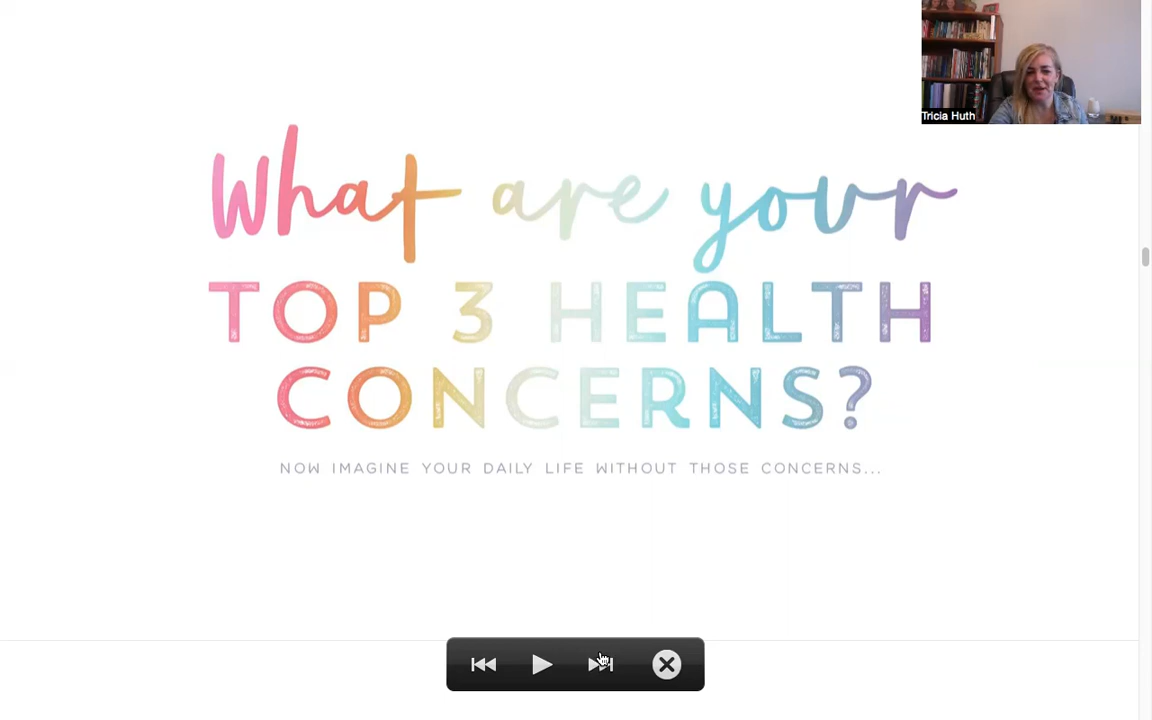 Tricia Huth
What are your
TOP 3 HEALTH
CONCERNS?
NOW IMAGINE YOUR DAILY LIFE WITHOUT THOSE CONCERNS...